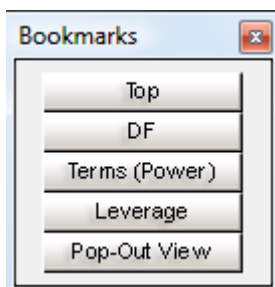 Bookmarks
Top
DF
Terms (Power)
Leverage
Pop-Out View